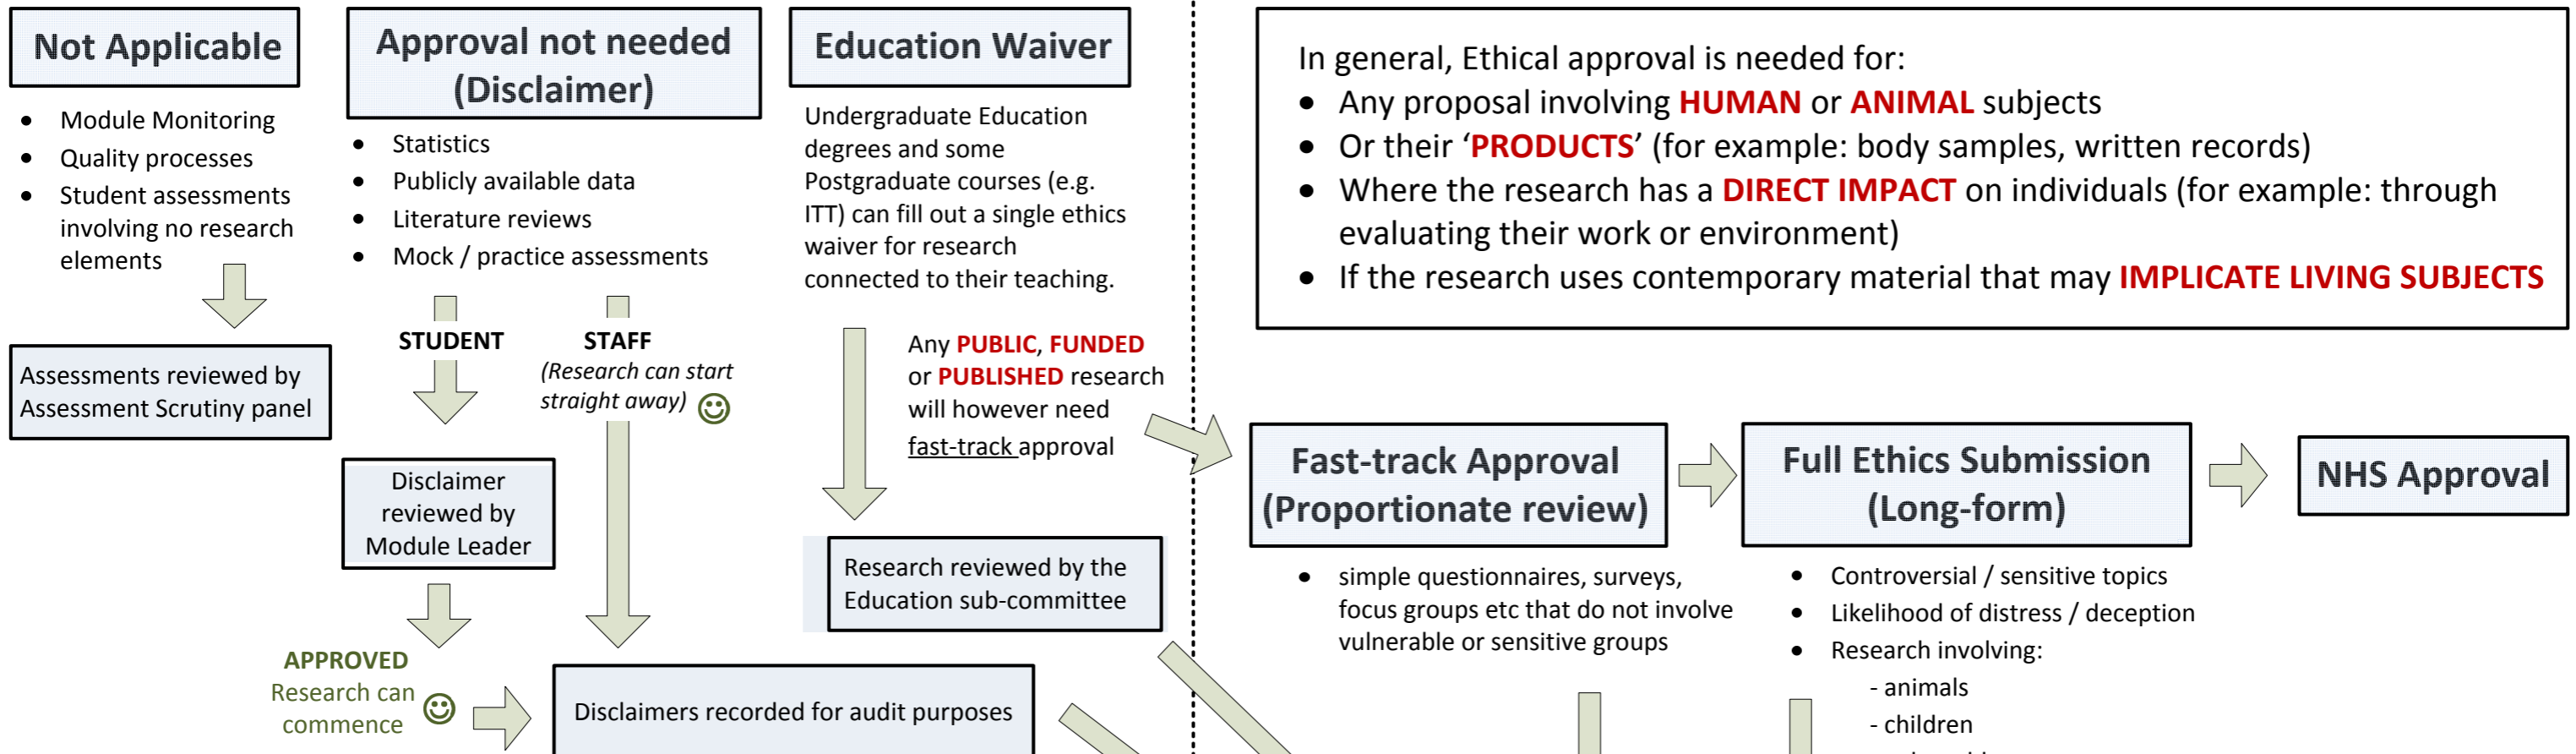 Not Applicable
• Module Monitoring
• Quality processes
• Student assessments
involving no research
elements
Assessments reviewed by
Assessment Scrutiny panel
Approval not needed
(Disclaimer)
• Statistics
• Publicly available data
• Literature reviews
• Mock / practice assessments
STUDENT
STAFF
(Research can start
straight away)
Disclaimer
reviewed by
Module Leader
APPROVED
Research can
commence
Disclaimers recorded for audit purposes
Education Waiver
Undergraduate Education
degrees and some
Postgraduate courses (e.g.
ITT) can fill out a single ethics
waiver for research
connected to their teaching.
Any PUBLIC, FUNDED
or PUBLISHED research
will however need
fast-track approval
Research reviewed by the
Education sub-committee
In general, Ethical approval is needed for:
• Any proposal involving HUMAN or ANIMAL subjects
• Or their ‘PRODUCTS’ (for example: body samples, written records)
• Where the research has a DIRECT IMPACT on individuals (for example: through
evaluating their work or environment)
• If the research uses contemporary material that may IMPLICATE LIVING SUBJECTS
Fast-track Approval
(Proportionate review)
• simple questionnaires, surveys,
focus groups etc that do not involve
vulnerable or sensitive groups
Full Ethics Submission
(Long-form)
• Controversial / sensitive topics
• Likelihood of distress / deception
• Research involving:
- animals
- children
NHS Approval